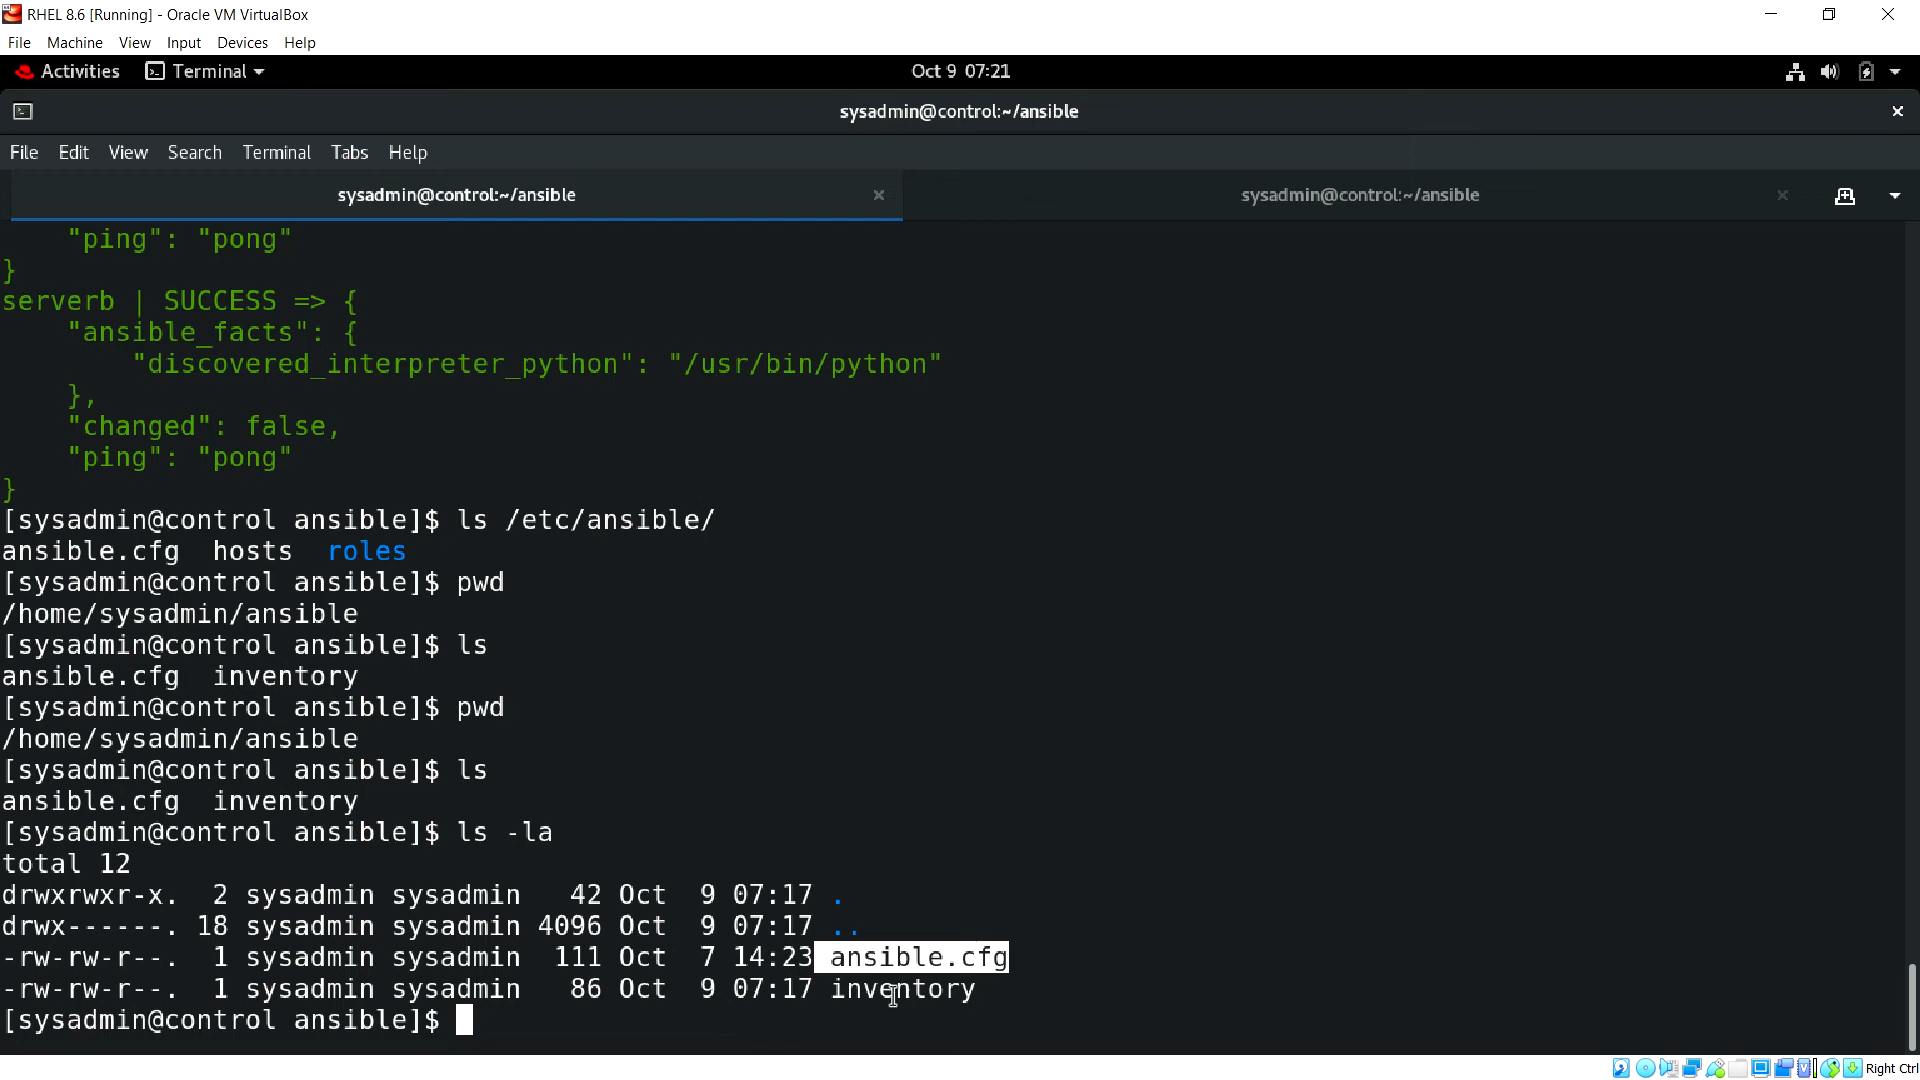 RHEL 8.6 [Running] - Oracle VM VirtualBox
File Machine View Input Devices Help
Activities Terminal Oct 9 07:21
sysadmin@control:~/ansible
File Edit View Search Terminal Tabs Help
sysadmin@control:~/ansible sysadmin@control:~/ansible
    "ping": "pong"
}
serverb | SUCCESS => {
    "ansible_facts": {
        "discovered_interpreter_python": "/usr/bin/python"
    },
    "changed": false,
    "ping": "pong"
}
[sysadmin@control ansible]$ ls /etc/ansible/
ansible.cfg  hosts  roles
[sysadmin@control ansible]$ pwd
/home/sysadmin/ansible
[sysadmin@control ansible]$ ls
ansible.cfg  inventory
[sysadmin@control ansible]$ pwd
/home/sysadmin/ansible
[sysadmin@control ansible]$ ls
ansible.cfg  inventory
[sysadmin@control ansible]$ ls -la
total 12
drwxrwxr-x.  2 sysadmin sysadmin   42 Oct  9 07:17 .
drwx------. 18 sysadmin sysadmin 4096 Oct  9 07:17 ..
-rw-rw-r--.  1 sysadmin sysadmin  111 Oct  7 14:23 ansible.cfg
-rw-rw-r--.  1 sysadmin sysadmin   86 Oct  9 07:17 inventory
[sysadmin@control ansible]$
Right Ctrl